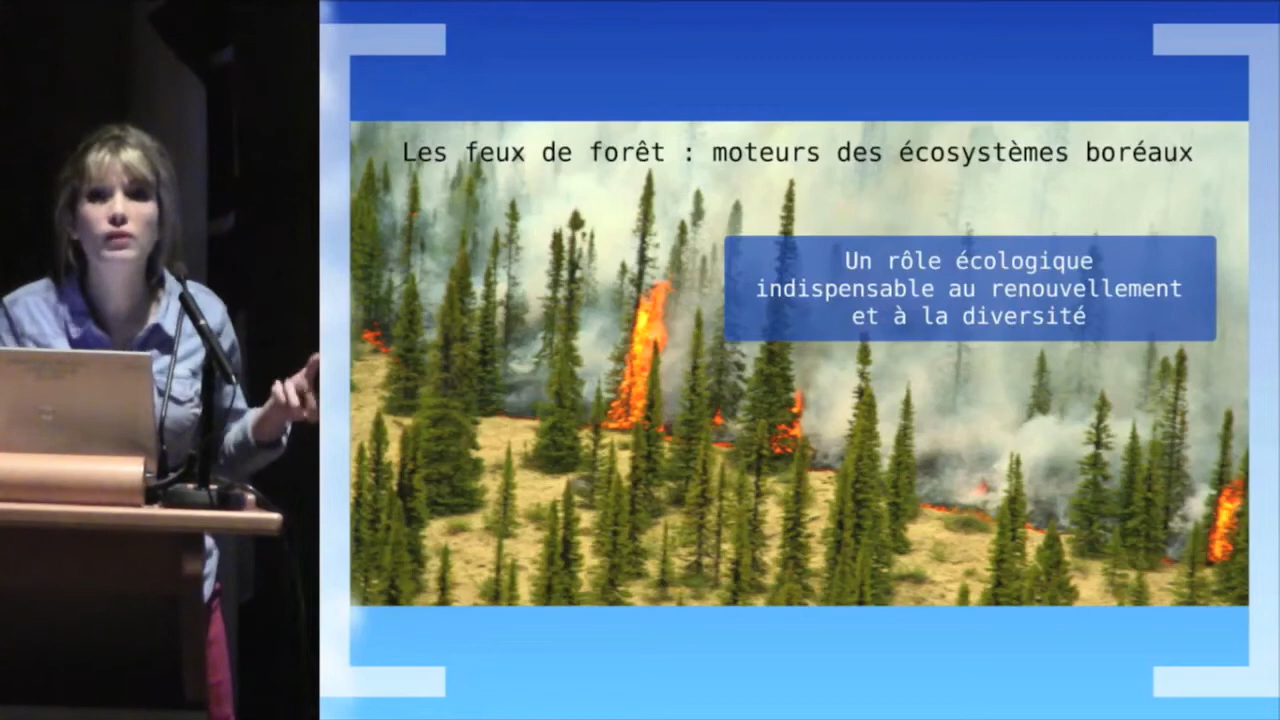 Les feux de forêt : moteurs des écosystèmes boréaux
Un rôle écologique
indispensable au renouvellement
et à la diversité